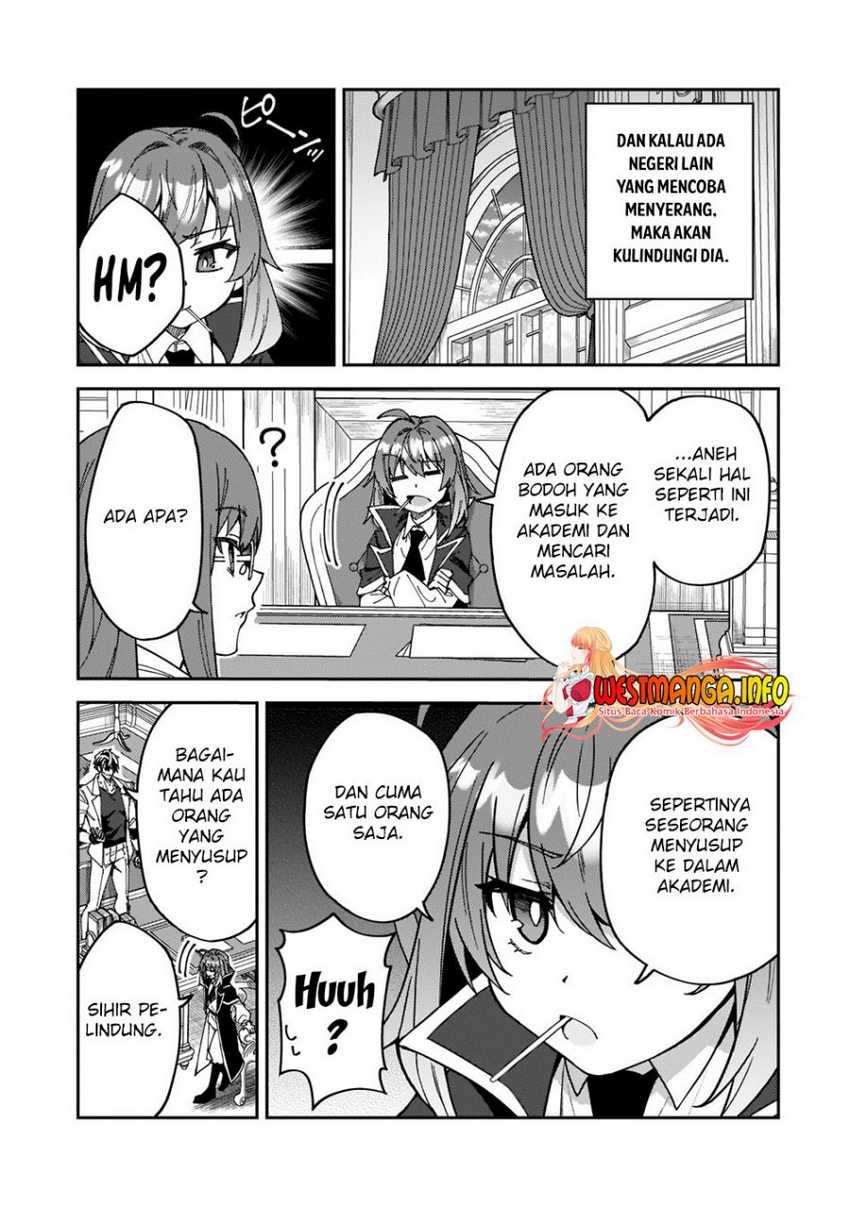 DAN KALAU ADA
NEGERI LAIN
YANG MENCOBA
MENYERANG,
MAKA AKAN
KULINDUNGI DIA.
ピーンッ
HM?
...ANEH
SEKALI HAL
SEPERTI INI
TERJADI.
ADA ORANG
BODOH YANG
MASUK KE
AKADEMI DAN
MENCARI
MASALAH.
?
ADA APA?
WESTMANGA.INFO
Situs Baca Komik Berbahasa Indonesia
SEPERTINYA
SESEORANG
MENYUSUP
KE DALAM
AKADEMI.
DAN CUMA
SATU ORANG
SAJA.
Huuh
?
BAGAI-
MANA KAU
TAHU ADA
ORANG
YANG
MENYUSUP
?
SIHIR PE-
LINDUNG.